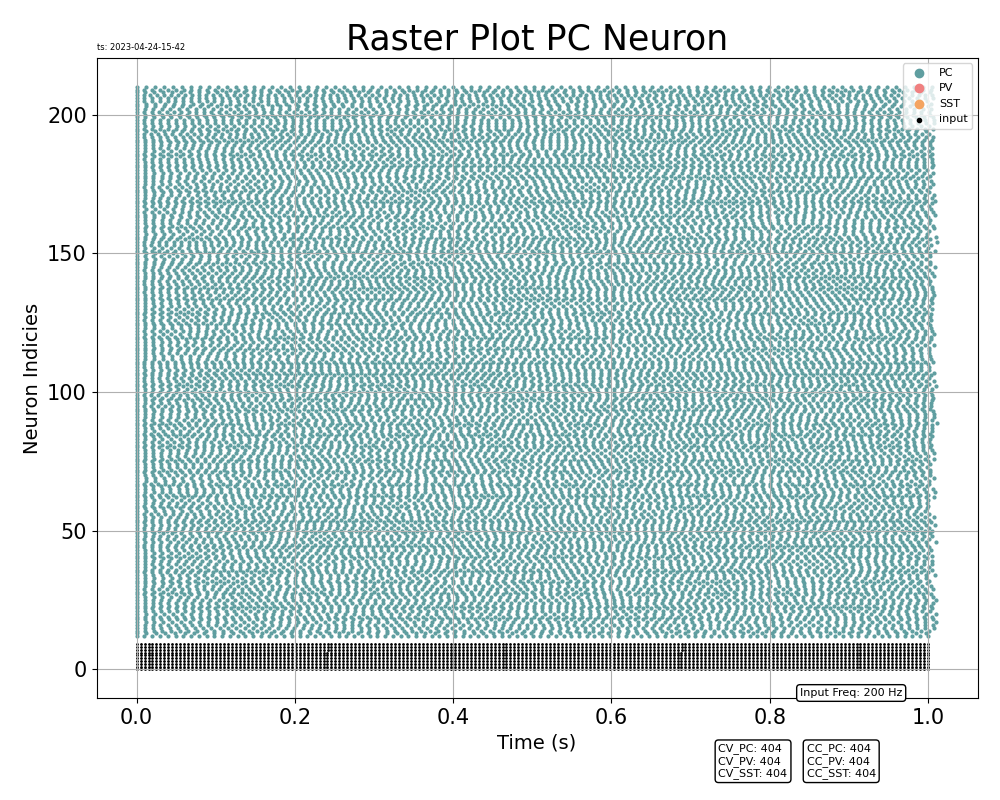 Raster Plot PC Neuron
ts: 2023-04-24-15-42
PC
PV
SST
input
200
150
100
50
0
Neuron Indicies
Input Freq: 200 Hz
0.0 0.2 0.4 0.6 0.8 1.0
Time (s)
CV_PC: 404
CV_PV: 404
CV_SST: 404
CC_PC: 404
CC_PV: 404
CC_SST: 404